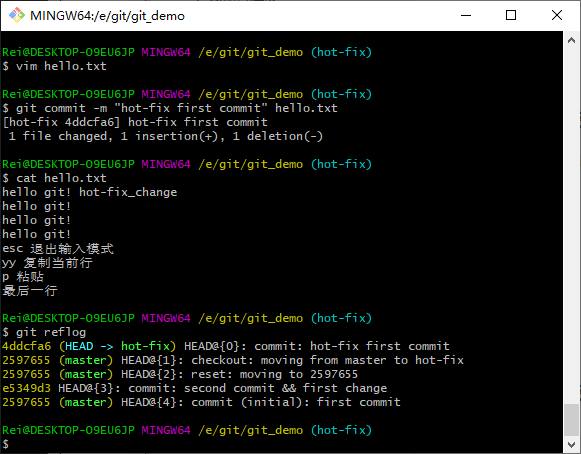 MINGW64:/e/git/git_demo
Rei@DESKTOP-O9EU6JP MINGW64 /e/git/git_demo (hot-fix)
$ vim hello.txt
Rei@DESKTOP-O9EU6JP MINGW64 /e/git/git_demo (hot-fix)
$ git commit -m "hot-fix first commit" hello.txt
[hot-fix 4ddcfa6] hot-fix first commit
1 file changed, 1 insertion(+), 1 deletion(-)
Rei@DESKTOP-O9EU6JP MINGW64 /e/git/git_demo (hot-fix)
$ cat hello.txt
hello git! hot-fix_change
hello git!
hello git!
hello git!
esc 退出输入模式
yy 复制当前行
p 粘贴
最后一行
Rei@DESKTOP-O9EU6JP MINGW64 /e/git/git_demo (hot-fix)
$ git reflog
4ddcfa6 (HEAD -> hot-fix) HEAD@{0}: commit: hot-fix first commit
2597655 (master) HEAD@{1}: checkout: moving from master to hot-fix
2597655 (master) HEAD@{2}: reset: moving to 2597655
e5349d3 HEAD@{3}: commit: second commit && first change
2597655 (master) HEAD@{4}: commit (initial): first commit
Rei@DESKTOP-O9EU6JP MINGW64 /e/git/git_demo (hot-fix)
$